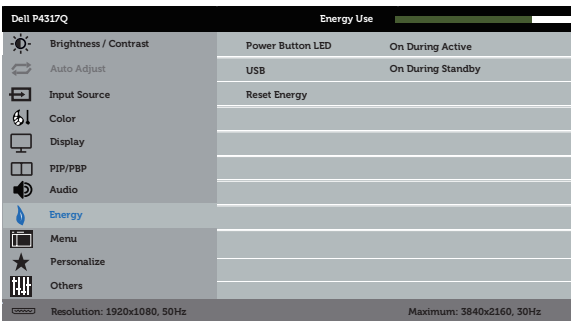 Dell P4317Q Energy Use
Brightness / Contrast Power Button LED On During Active
Auto Adjust USB On During Standby
Input Source Reset Energy
Color
Display
PIP/PBP
Audio
Energy
Menu
Personalize
Others
Resolution: 1920x1080, 50Hz Maximum: 3840x2160, 30Hz